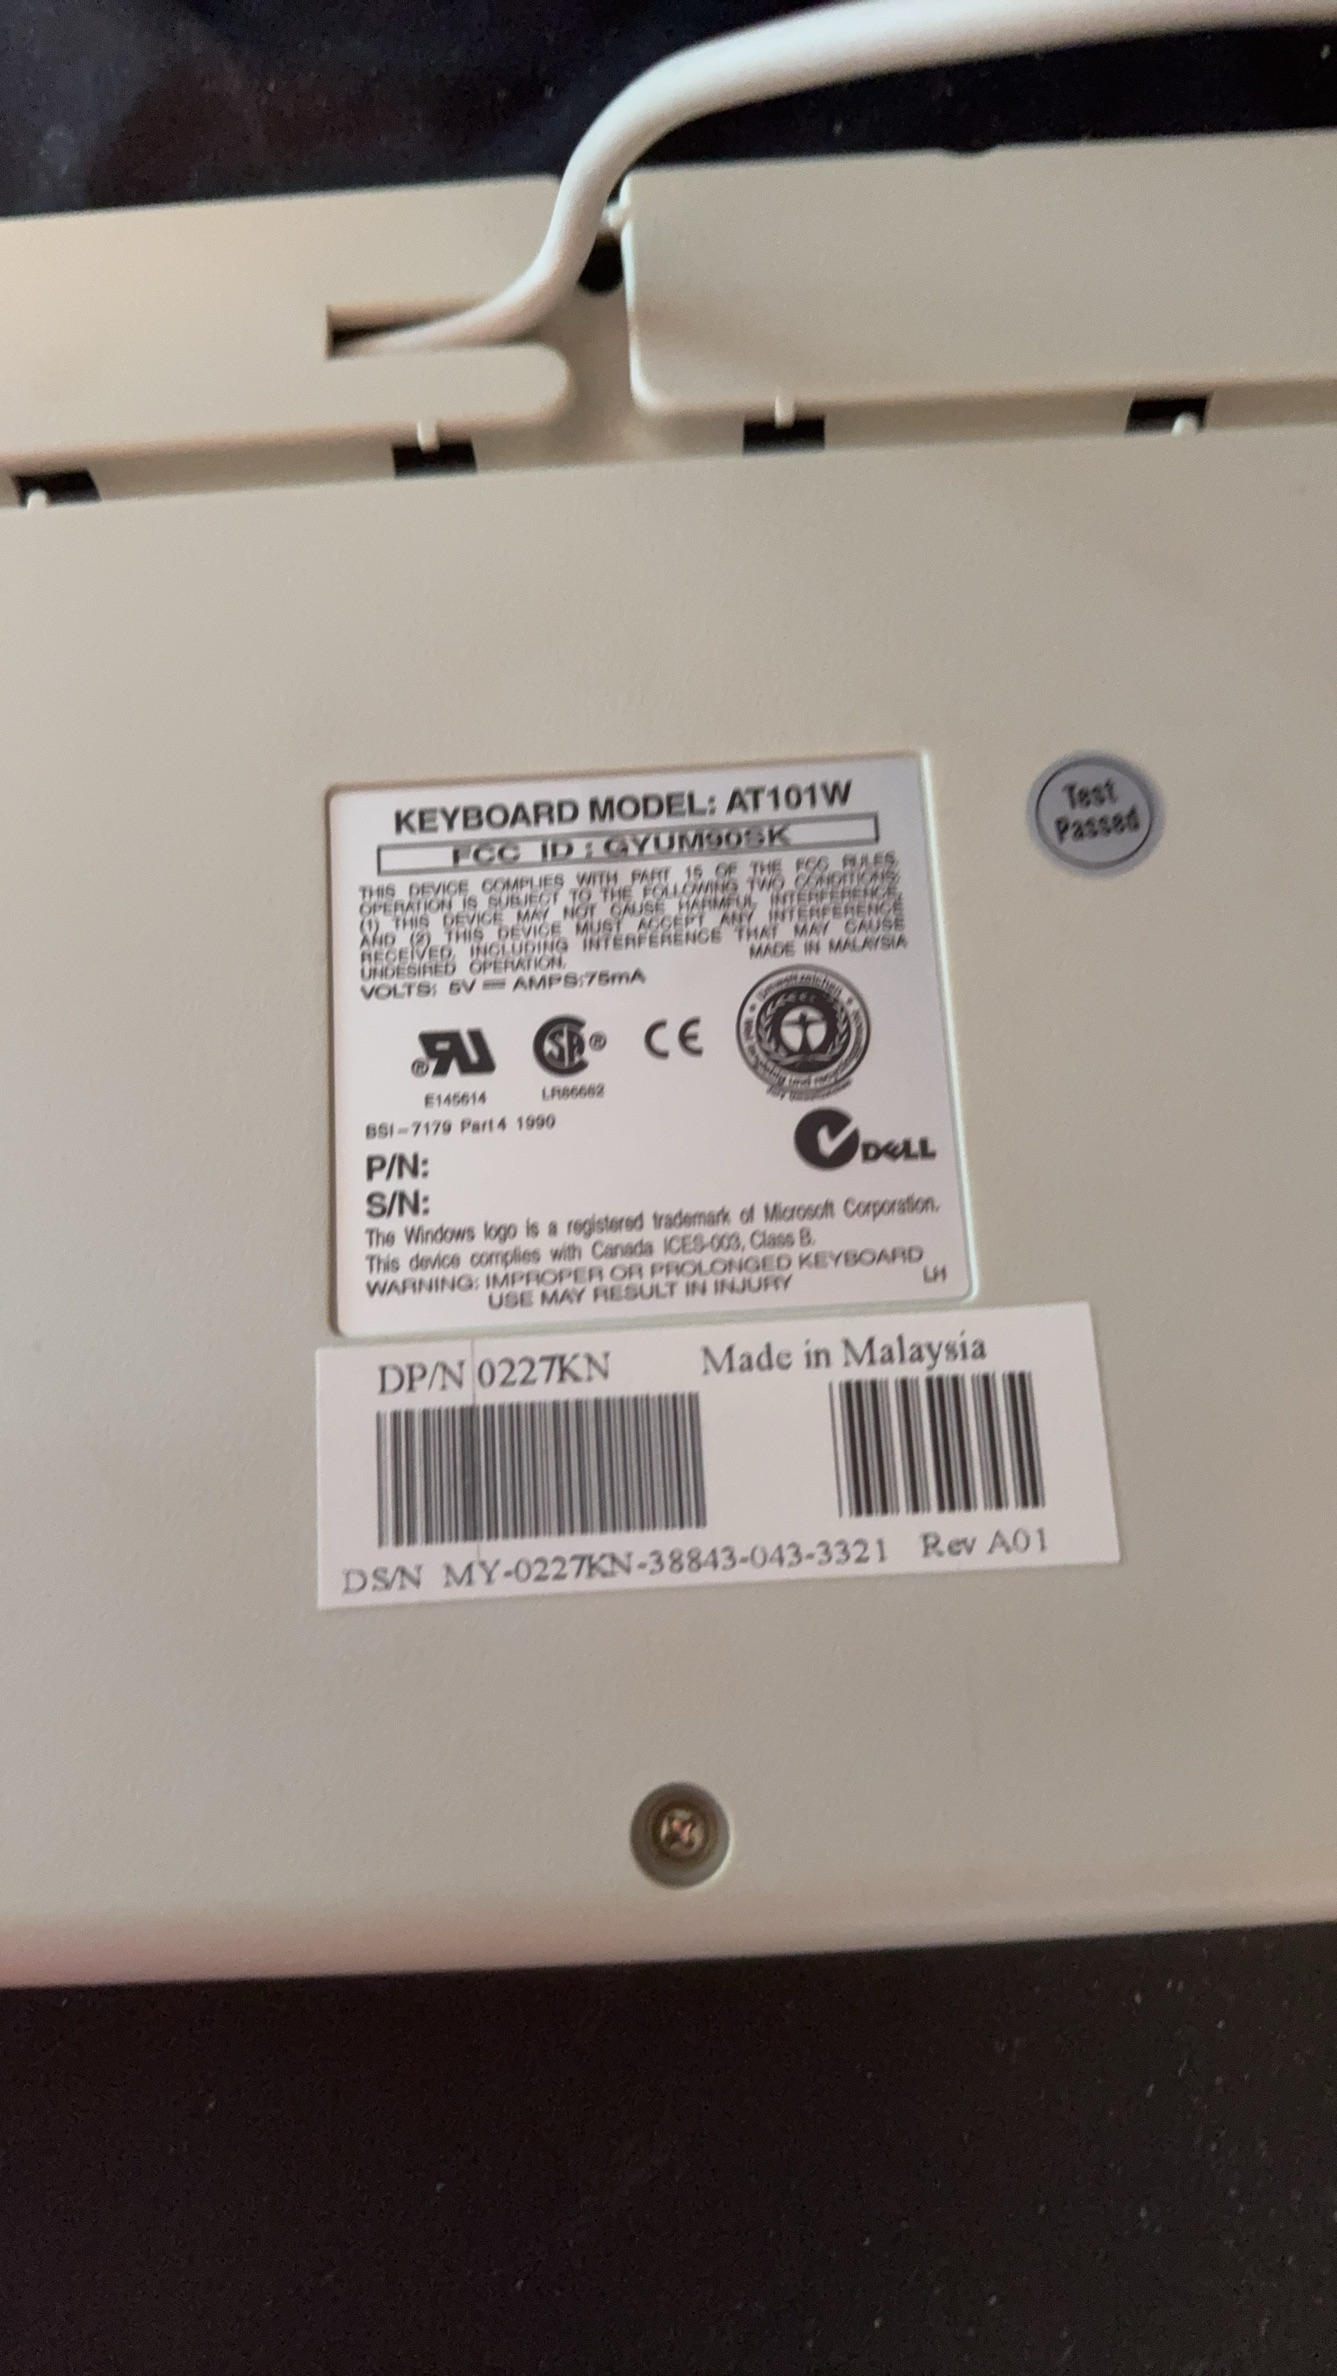 KEYBOARD MODEL: AT101W
FCC ID : GYUM90SK
THIS DEVICE COMPLIES WITH PART 15 OF THE FCC RULES.
OPERATION IS SUBJECT TO THE FOLLOWING TWO CONDITIONS:
(1) THIS DEVICE MAY NOT CAUSE HARMFUL INTERFERENCE,
AND (2) THIS DEVICE MUST ACCEPT ANY INTERFERENCE
RECEIVED, INCLUDING INTERFERENCE THAT MAY CAUSE
UNDESIRED OPERATION.
MADE IN MALAYSIA
VOLTS: 5V AMPS:75mA
Test
Passed
Umweltzeichen
RU®
E145614
SA®
LR66662
CE
BSI-7179 Part 4 1990
DELL
P/N:
S/N:
The Windows logo is a registered trademark of Microsoft Corporation.
This device complies with Canada ICES-003, Class B.
WARNING: IMPROPER OR PROLONGED KEYBOARD
USE MAY RESULT IN INJURY
LH
DP/N 0227KN Made in Malaysia
DS/N MY-0227KN-38843-043-3321 Rev A01